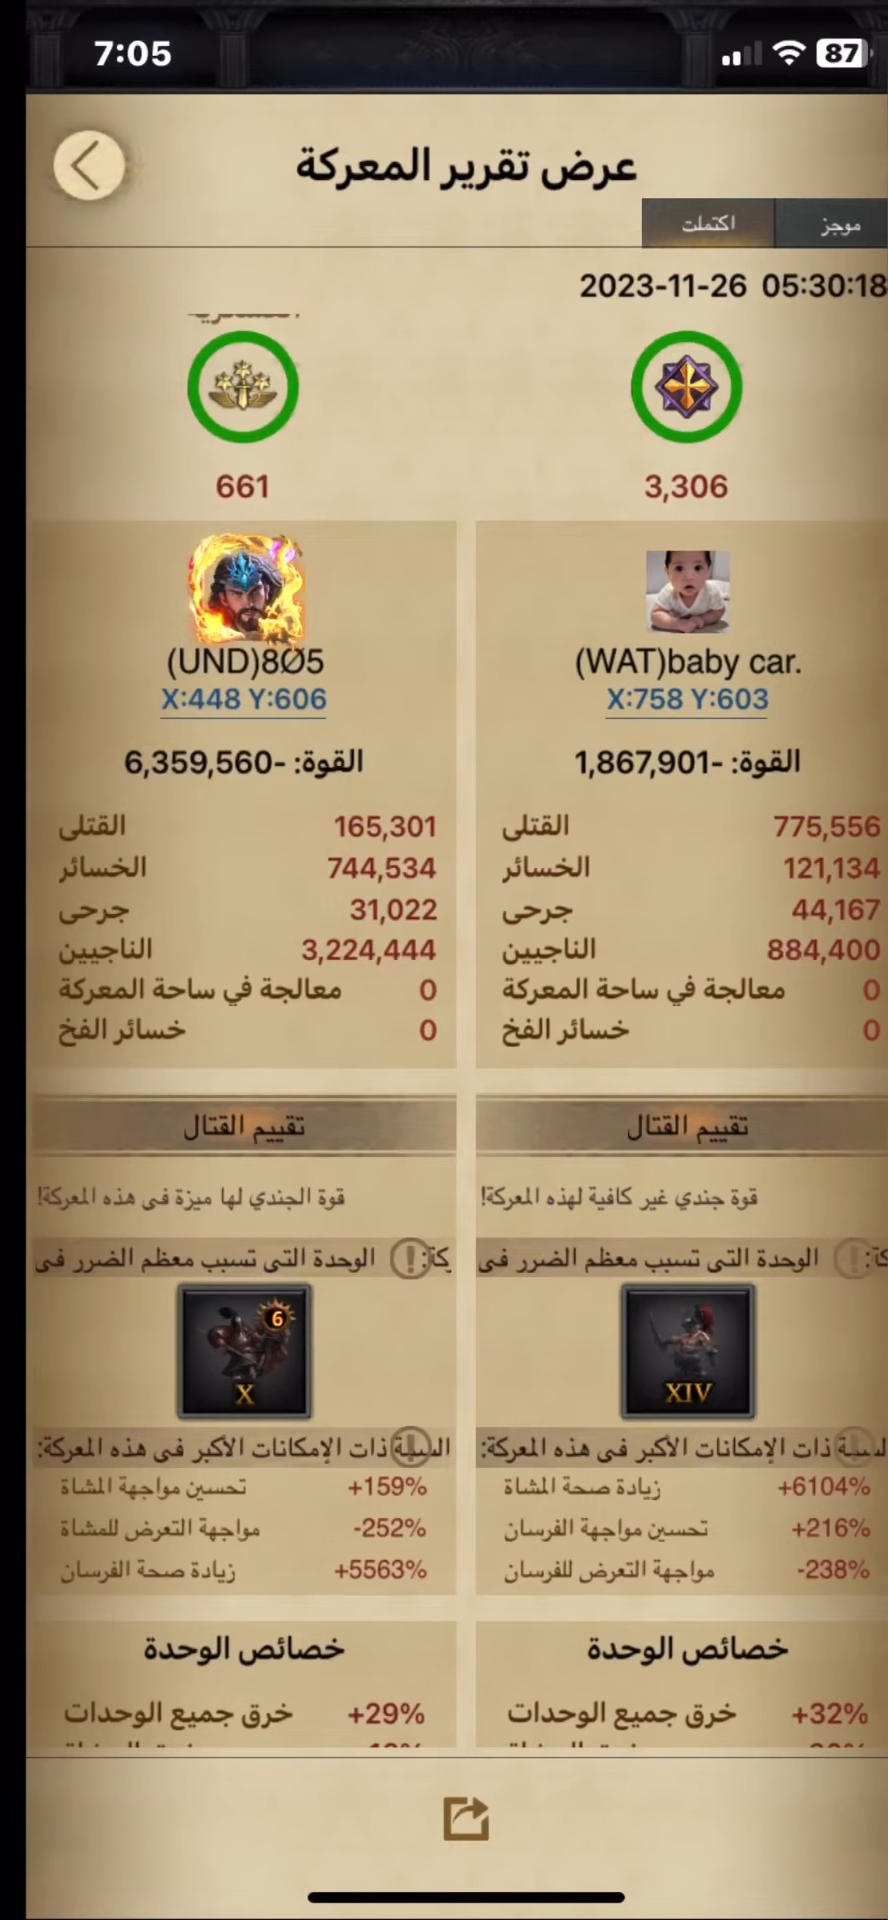 7:05
87
عرض تقرير المعركة
موجز
اكتملت
2023-11-26 05:30:18
661
3,306
(UND)8Ø5
(WAT)baby car.
X:448 Y:606
X:758 Y:603
القوة: -6,359,560
القوة: -1,867,901
القتلى 165,301
القتلى 775,556
الخسائر 744,534
الخسائر 121,134
جرحى 31,022
جرحى 44,167
الناجيين 3,224,444
الناجيين 884,400
معالجة في ساحة المعركة 0
معالجة في ساحة المعركة 0
خسائر الفخ 0
خسائر الفخ 0
تقييم القتال
تقييم القتال
قوة الجندي لها ميزة في هذه المعركة!
قوة جندي غير كافية لهذه المعركة!
الوحدة التي تسبب معظم الضرر في
الوحدة التي تسبب معظم الضرر في
6
X
XIV
ذات الإمكانات الأكبر في هذه المعركة:
ذات الإمكانات الأكبر في هذه المعركة:
تحسين مواجهة المشاة +159%
زيادة صحة المشاة +6104%
مواجهة التعرض للمشاة -252%
تحسين مواجهة الفرسان +216%
زيادة صحة الفرسان +5563%
مواجهة التعرض للفرسان -238%
خصائص الوحدة
خصائص الوحدة
خرق جميع الوحدات +29%
خرق جميع الوحدات +32%